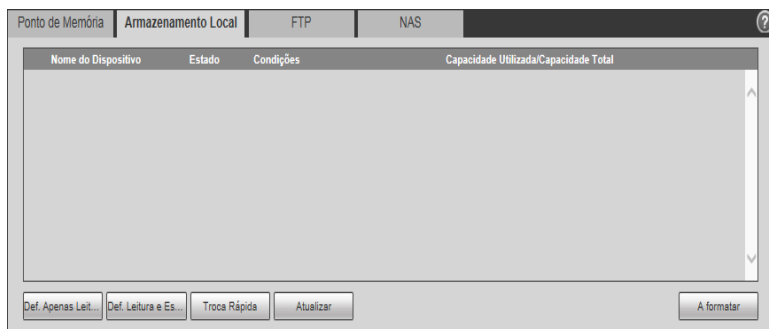 Ponto de Memória Armazenamento Local FTP NAS ?
Nome do Dispositivo Estado Condições Capacidade Utilizada/Capacidade Total
Def. Apenas Leit... Def. Leitura e Es... Troca Rápida Atualizar A formatar